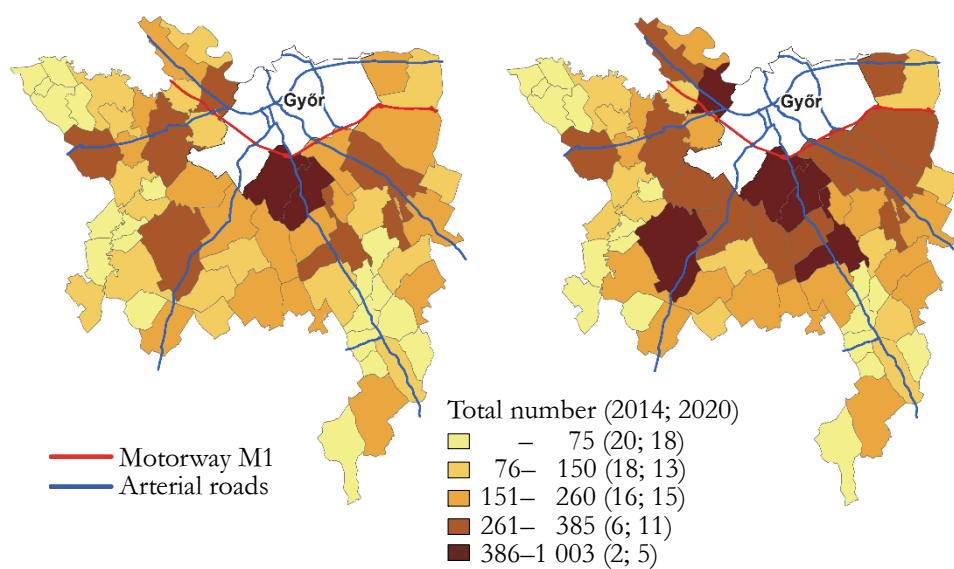 Győr
Győr
Total number (2014; 2020)
– 75 (20; 18)
76– 150 (18; 13)
151– 260 (16; 15)
261– 385 (6; 11)
386–1 003 (2; 5)
Motorway M1
Arterial roads